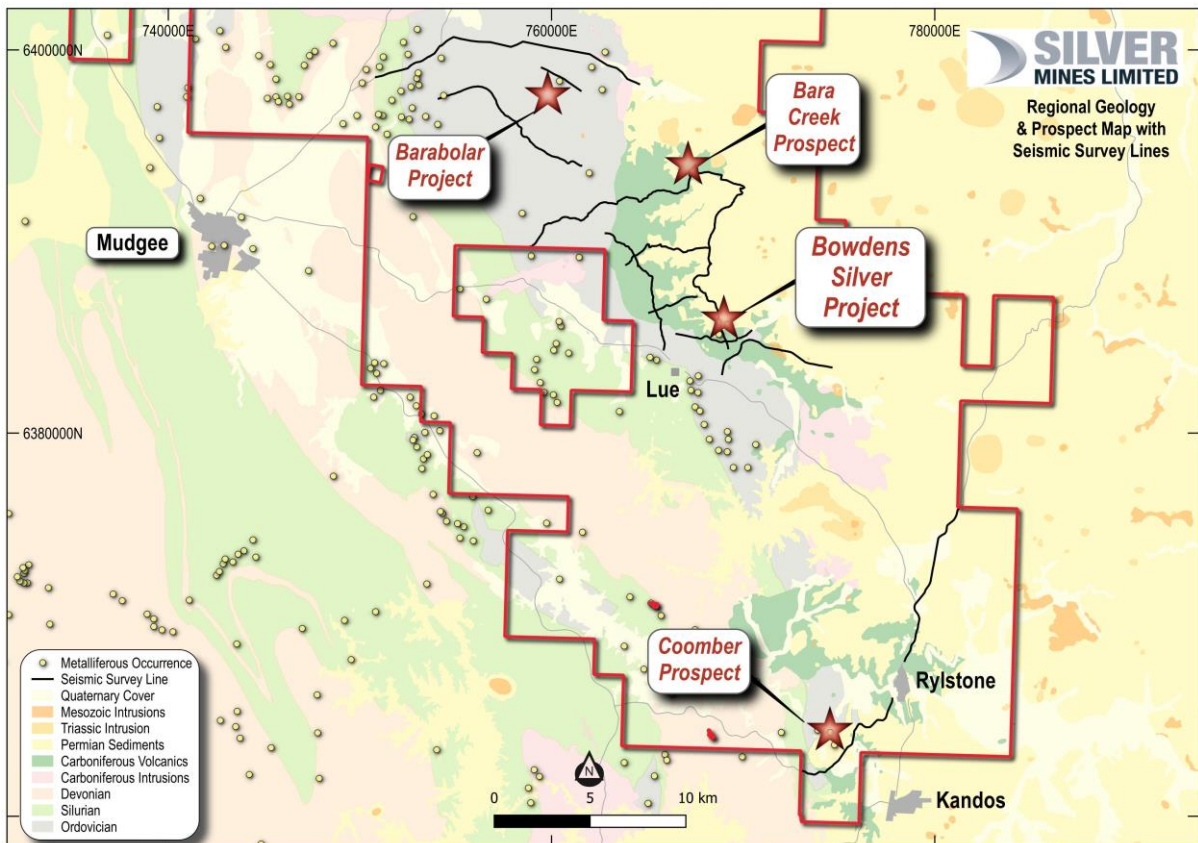 740000E
760000E
780000E
6400000N
6380000N
SILVER
MINES LIMITED
Regional Geology
& Prospect Map with
Seismic Survey Lines
Bara
Creek
Prospect
Barabolar
Project
Mudgee
Bowdens
Silver
Project
Lue
Coomber
Prospect
Rylstone
Kandos
Metalliferous Occurrence
Seismic Survey Line
Quaternary Cover
Mesozoic Intrusions
Triassic Intrusion
Permian Sediments
Carboniferous Volcanics
Carboniferous Intrusions
Devonian
Silurian
Ordovician
N
0 5 10 km